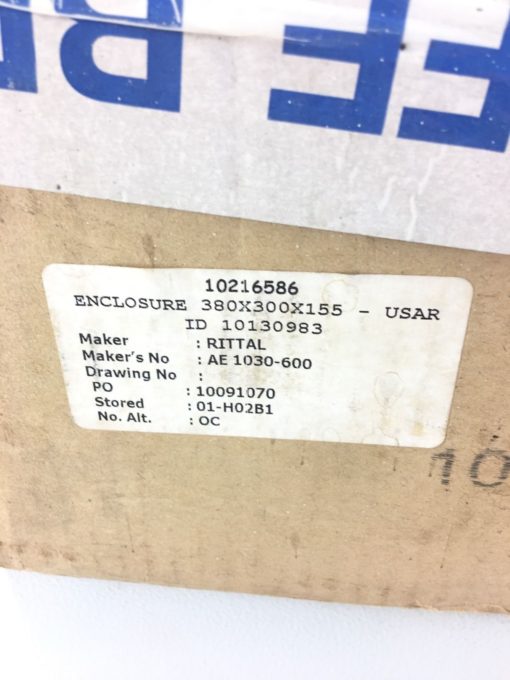 10216586
ENCLOSURE 380X300X155 - USAR
ID 10130983
Maker : RITTAL
Maker's No : AE 1030-600
Drawing No :
PO : 10091070
Stored : 01-H02B1
No. Alt. : OC
10